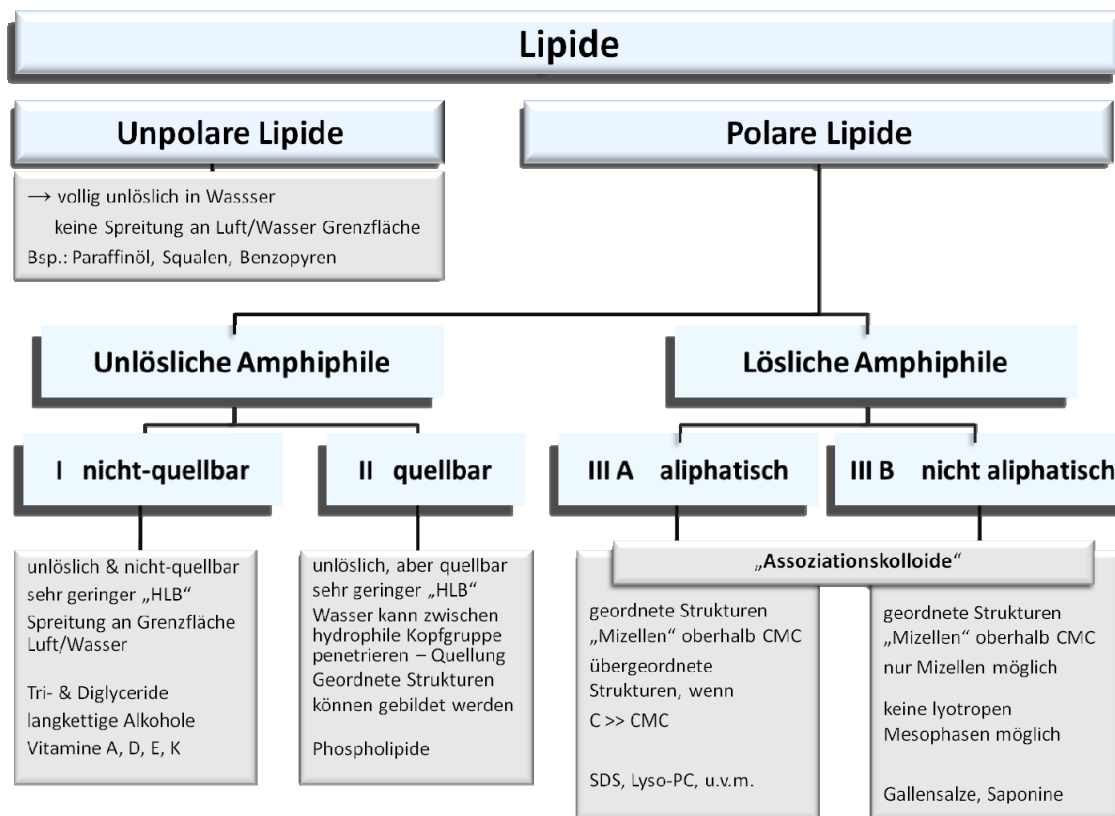 Lipide
Unpolare Lipide
→ vollig unlöslich in Wassser
keine Spreitung an Luft/Wasser Grenzfläche
Bsp.: Paraffinöl, Squalen, Benzopyren
Polare Lipide
Unlösliche Amphiphile
Lösliche Amphiphile
I nicht-quellbar
unlöslich & nicht-quellbar
sehr geringer „HLB“
Spreitung an Grenzfläche
Luft/Wasser
Tri- & Diglyceride
langkettige Alkohole
Vitamine A, D, E, K
II quellbar
unlöslich, aber quellbar
sehr geringer „HLB“
Wasser kann zwischen
hydrophile Kopfgruppe
penetrieren – Quellung
Geordnete Strukturen
können gebildet werden
Phospholipide
III A aliphatisch
III B nicht aliphatisch
„Assoziationskolloide“
geordnete Strukturen
„Mizellen“ oberhalb CMC
übergeordnete
Strukturen, wenn
C >> CMC
SDS, Lyso-PC, u.v.m.
geordnete Strukturen
„Mizellen“ oberhalb CMC
nur Mizellen möglich
keine lyotropen
Mesophasen möglich
Gallensalze, Saponine